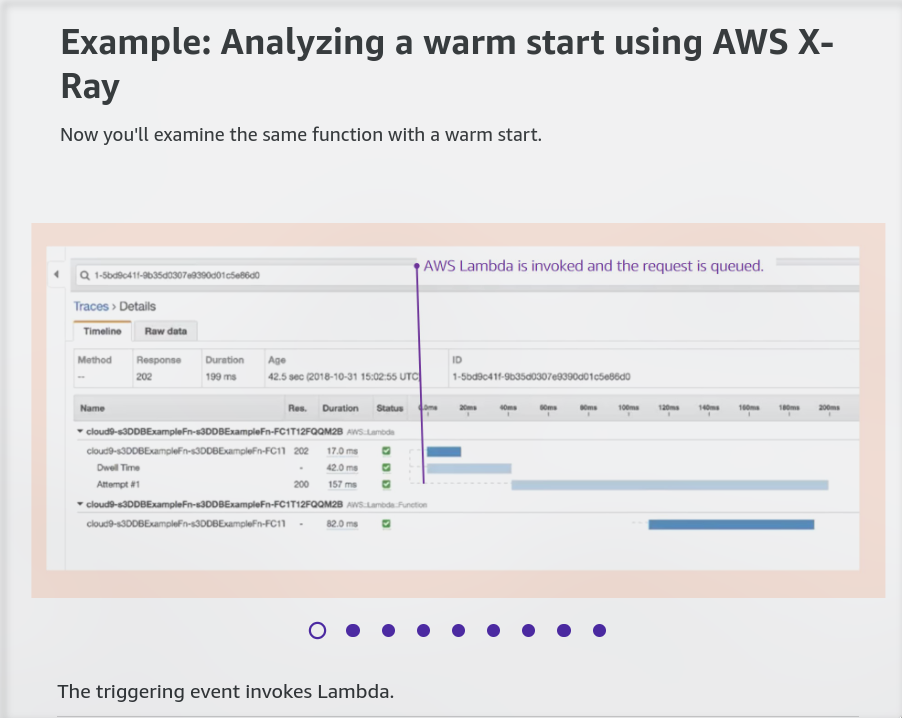 Example: Analyzing a warm start using AWS X-
Ray
Now you'll examine the same function with a warm start.
AWS Lambda is invoked and the request is queued.
1-5bd9c41f-9b35d0307e9390d01c5e86d0
Traces > Details
Timeline Raw data
Method Response Duration Age ID
-- 202 199 ms 42.5 sec (2018-10-31 15:02:55 UTC) 1-5bd9c41f-9b35d0307e9390d01c5e86d0
Name Res. Duration Status 0.0ms 20ms 40ms 60ms 80ms 100ms 120ms 140ms 160ms 180ms 200ms
cloud9-s3DDBExampleFn-s3DDBExampleFn-FC1T12FQQM2B AWS::Lambda
cloud9-s3DDBExampleFn-s3DDBExampleFn-FC1T 202 17.0 ms
Dwell Time - 42.0 ms
Attempt #1 200 157 ms
cloud9-s3DDBExampleFn-s3DDBExampleFn-FC1T12FQQM2B AWS::Lambda::Function
cloud9-s3DDBExampleFn-s3DDBExampleFn-FC1T - 82.0 ms
The triggering event invokes Lambda.